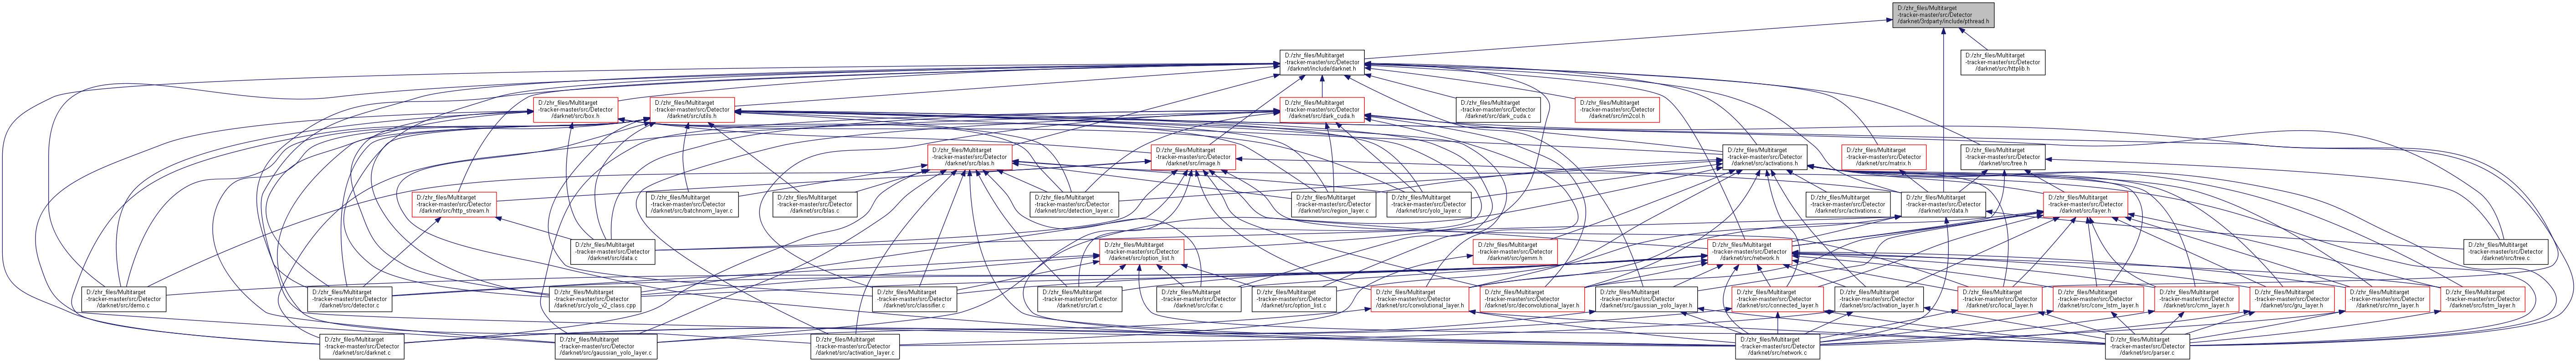 D:/zhr_files/Multitarget
-tracker-master/src/Detector
/darknet/3rdparty/include/pthread.h
D:/zhr_files/Multitarget
-tracker-master/src/Detector
/darknet/include/darknet.h
D:/zhr_files/Multitarget
-tracker-master/src/Detector
/darknet/src/httplib.h
D:/zhr_files/Multitarget
-tracker-master/src/Detector
/darknet/src/box.h
D:/zhr_files/Multitarget
-tracker-master/src/Detector
/darknet/src/utils.h
D:/zhr_files/Multitarget
-tracker-master/src/Detector
/darknet/src/dark_cuda.h
D:/zhr_files/Multitarget
-tracker-master/src/Detector
/darknet/src/dark_cuda.c
D:/zhr_files/Multitarget
-tracker-master/src/Detector
/darknet/src/im2col.h
D:/zhr_files/Multitarget
-tracker-master/src/Detector
/darknet/src/blas.h
D:/zhr_files/Multitarget
-tracker-master/src/Detector
/darknet/src/image.h
D:/zhr_files/Multitarget
-tracker-master/src/Detector
/darknet/src/activations.h
D:/zhr_files/Multitarget
-tracker-master/src/Detector
/darknet/src/matrix.h
D:/zhr_files/Multitarget
-tracker-master/src/Detector
/darknet/src/tree.h
D:/zhr_files/Multitarget
-tracker-master/src/Detector
/darknet/src/http_stream.h
D:/zhr_files/Multitarget
-tracker-master/src/Detector
/darknet/src/batchnorm_layer.c
D:/zhr_files/Multitarget
-tracker-master/src/Detector
/darknet/src/blas.c
D:/zhr_files/Multitarget
-tracker-master/src/Detector
/darknet/src/detection_layer.c
D:/zhr_files/Multitarget
-tracker-master/src/Detector
/darknet/src/region_layer.c
D:/zhr_files/Multitarget
-tracker-master/src/Detector
/darknet/src/yolo_layer.c
D:/zhr_files/Multitarget
-tracker-master/src/Detector
/darknet/src/activations.c
D:/zhr_files/Multitarget
-tracker-master/src/Detector
/darknet/src/data.h
D:/zhr_files/Multitarget
-tracker-master/src/Detector
/darknet/src/layer.h
D:/zhr_files/Multitarget
-tracker-master/src/Detector
/darknet/src/data.c
D:/zhr_files/Multitarget
-tracker-master/src/Detector
/darknet/src/option_list.h
D:/zhr_files/Multitarget
-tracker-master/src/Detector
/darknet/src/gemm.h
D:/zhr_files/Multitarget
-tracker-master/src/Detector
/darknet/src/network.h
D:/zhr_files/Multitarget
-tracker-master/src/Detector
/darknet/src/tree.c
D:/zhr_files/Multitarget
-tracker-master/src/Detector
/darknet/src/demo.c
D:/zhr_files/Multitarget
-tracker-master/src/Detector
/darknet/src/detector.c
D:/zhr_files/Multitarget
-tracker-master/src/Detector
/darknet/src/yolo_v2_class.cpp
D:/zhr_files/Multitarget
-tracker-master/src/Detector
/darknet/src/classifier.c
D:/zhr_files/Multitarget
-tracker-master/src/Detector
/darknet/src/art.c
D:/zhr_files/Multitarget
-tracker-master/src/Detector
/darknet/src/cifar.c
D:/zhr_files/Multitarget
-tracker-master/src/Detector
/darknet/src/option_list.c
D:/zhr_files/Multitarget
-tracker-master/src/Detector
/darknet/src/convolutional_layer.h
D:/zhr_files/Multitarget
-tracker-master/src/Detector
/darknet/src/deconvolutional_layer.h
D:/zhr_files/Multitarget
-tracker-master/src/Detector
/darknet/src/gaussian_yolo_layer.h
D:/zhr_files/Multitarget
-tracker-master/src/Detector
/darknet/src/connected_layer.h
D:/zhr_files/Multitarget
-tracker-master/src/Detector
/darknet/src/activation_layer.h
D:/zhr_files/Multitarget
-tracker-master/src/Detector
/darknet/src/local_layer.h
D:/zhr_files/Multitarget
-tracker-master/src/Detector
/darknet/src/conv_lstm_layer.h
D:/zhr_files/Multitarget
-tracker-master/src/Detector
/darknet/src/crnn_layer.h
D:/zhr_files/Multitarget
-tracker-master/src/Detector
/darknet/src/gru_layer.h
D:/zhr_files/Multitarget
-tracker-master/src/Detector
/darknet/src/rnn_layer.h
D:/zhr_files/Multitarget
-tracker-master/src/Detector
/darknet/src/lstm_layer.h
D:/zhr_files/Multitarget
-tracker-master/src/Detector
/darknet/src/darknet.c
D:/zhr_files/Multitarget
-tracker-master/src/Detector
/darknet/src/gaussian_yolo_layer.c
D:/zhr_files/Multitarget
-tracker-master/src/Detector
/darknet/src/activation_layer.c
D:/zhr_files/Multitarget
-tracker-master/src/Detector
/darknet/src/network.c
D:/zhr_files/Multitarget
-tracker-master/src/Detector
/darknet/src/parser.c